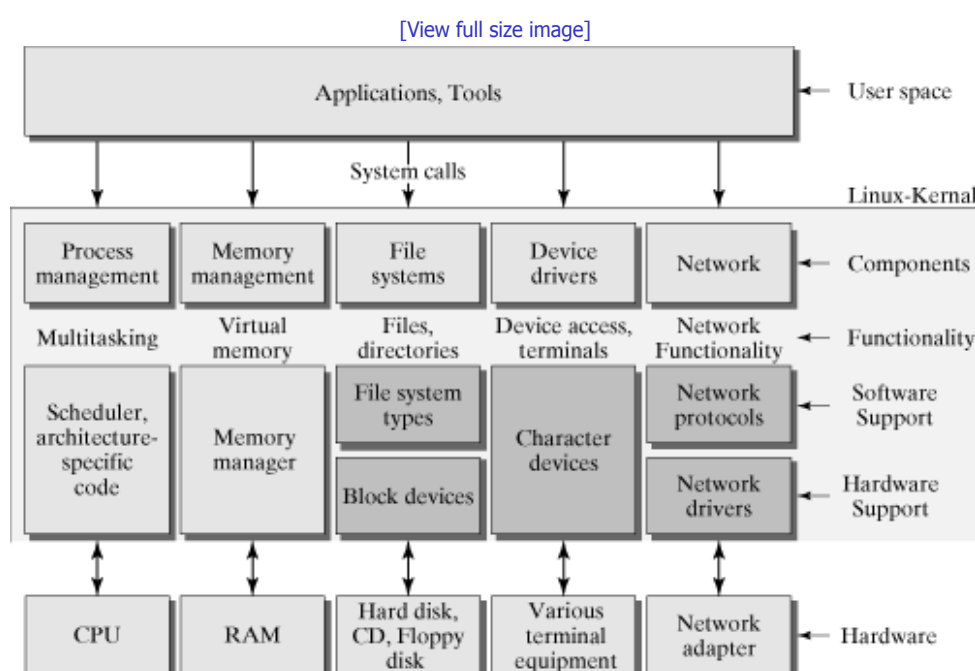 [View full size image]
Applications, Tools
User space
System calls
Linux-Kernal
Process
management
Memory
management
File
systems
Device
drivers
Network
Components
Multitasking
Virtual
memory
Files,
directories
Device access,
terminals
Network
Functionality
Functionality
Scheduler,
architecture-
specific
code
Memory
manager
File system
types
Block devices
Character
devices
Network
protocols
Software
Support
Network
drivers
Hardware
Support
CPU
RAM
Hard disk,
CD, Floppy
disk
Various
terminal
equipment
Network
adapter
Hardware